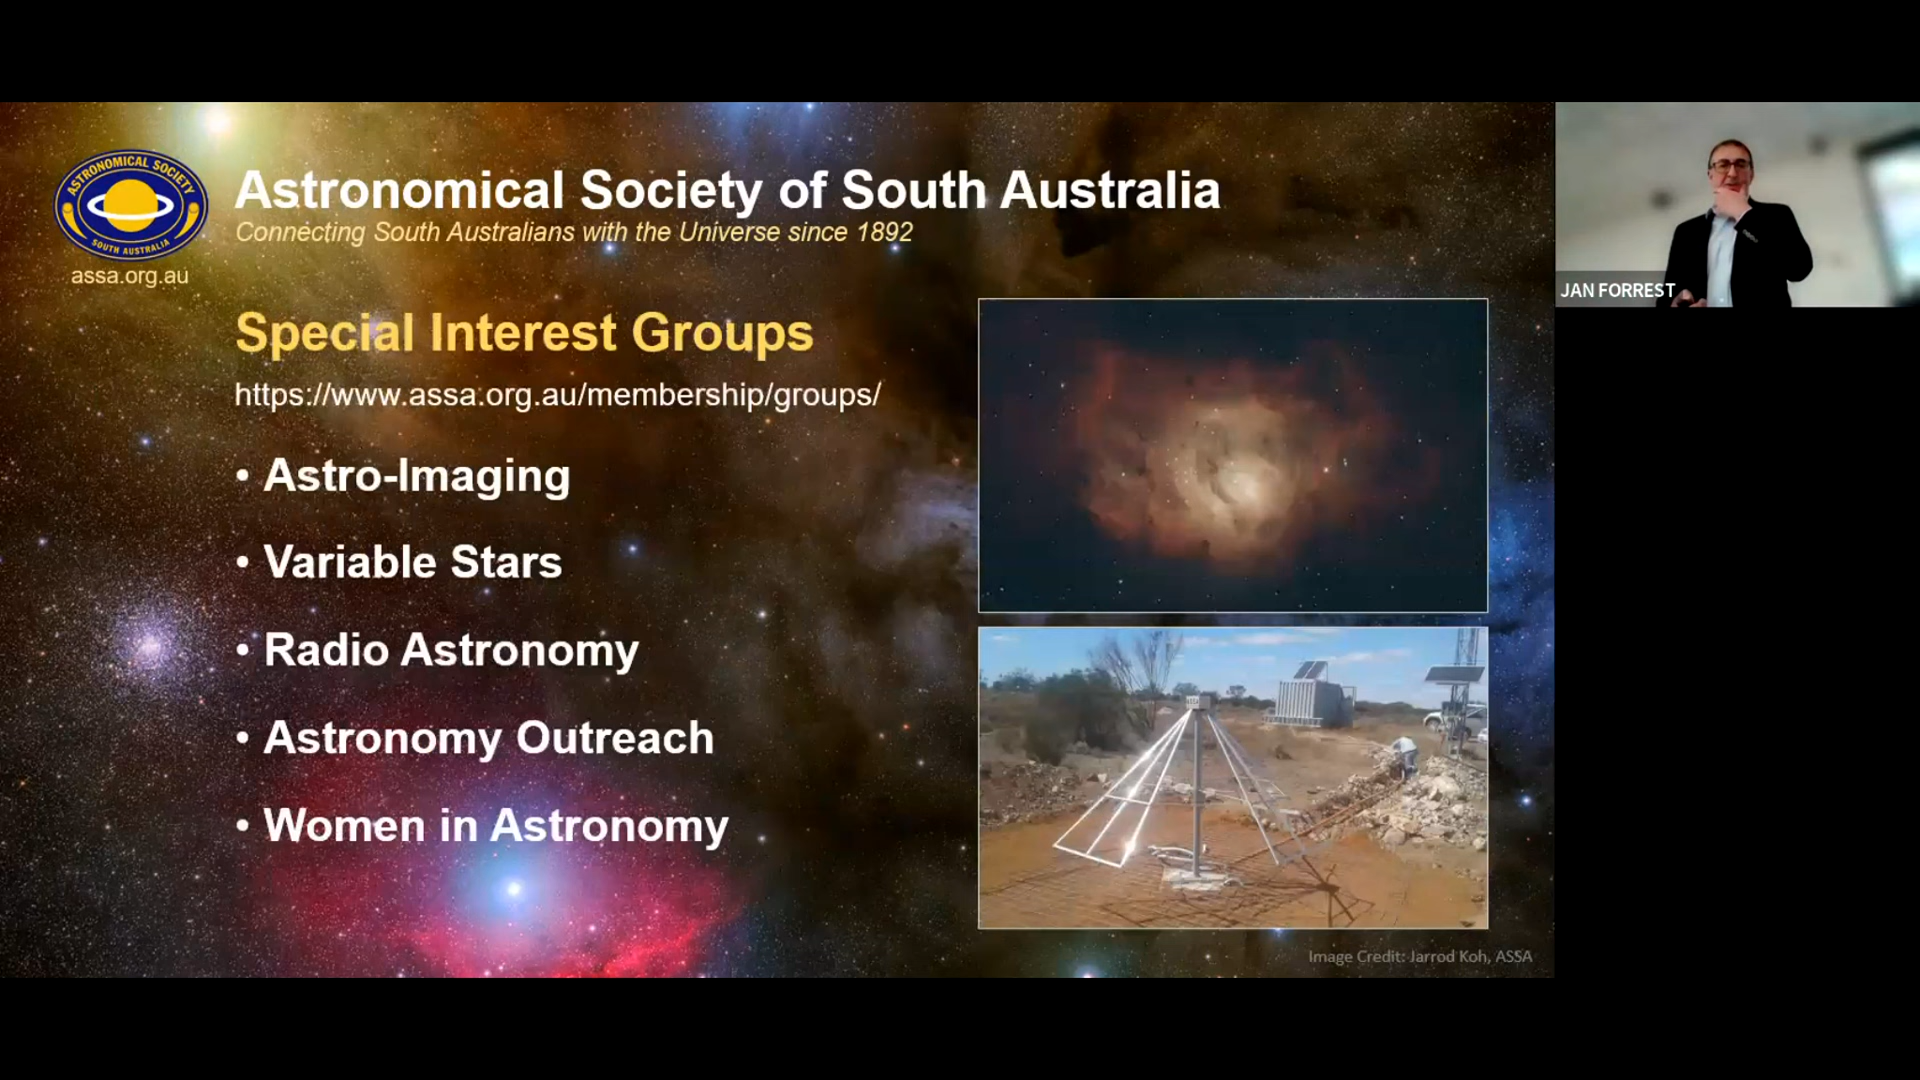 ASTRONOMICAL SOCIETY
SOUTH AUSTRALIA
assa.org.au
Astronomical Society of South Australia
Connecting South Australians with the Universe since 1892
Special Interest Groups
https://www.assa.org.au/membership/groups/
• Astro-Imaging
• Variable Stars
• Radio Astronomy
• Astronomy Outreach
• Women in Astronomy
Image Credit: Jarrod Koh, ASSA
JAN FORREST